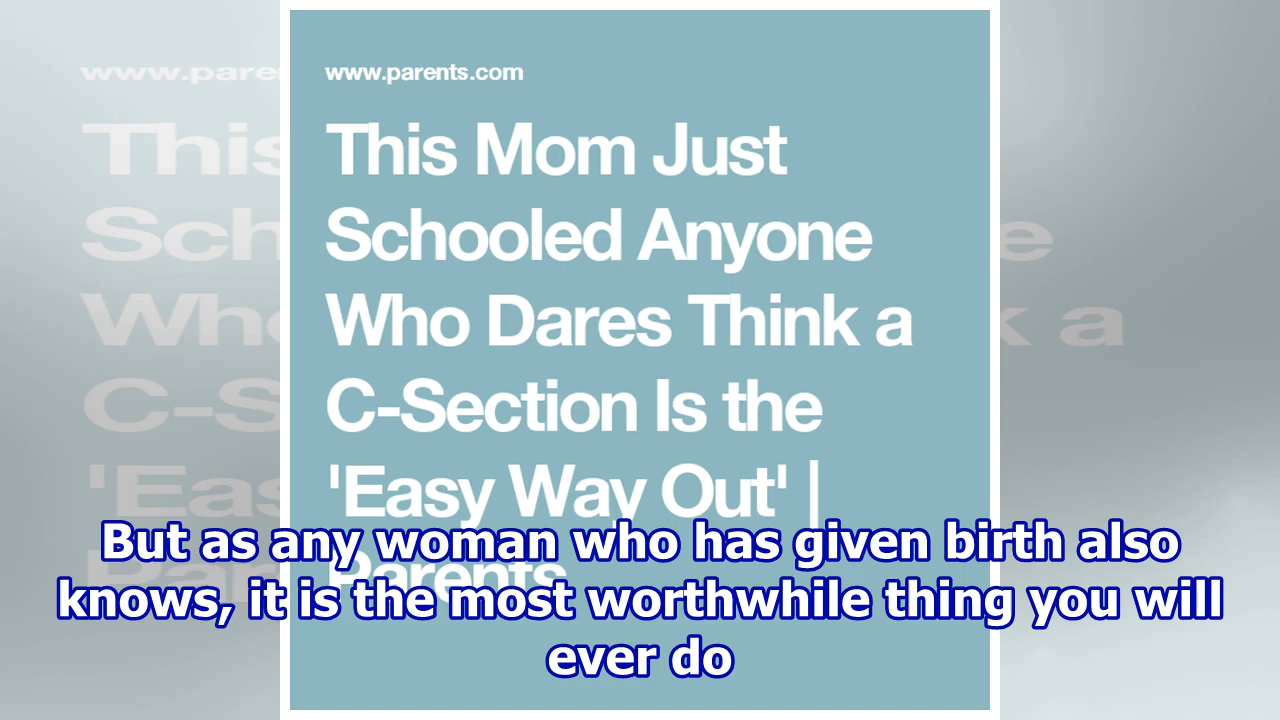 www.parents.com
This Mom Just
Schooled Anyone
Who Dares Think a
C-Section Is the
'Easy Way Out' |
Parents
But as any woman who has given birth also
knows, it is the most worthwhile thing you will
ever do